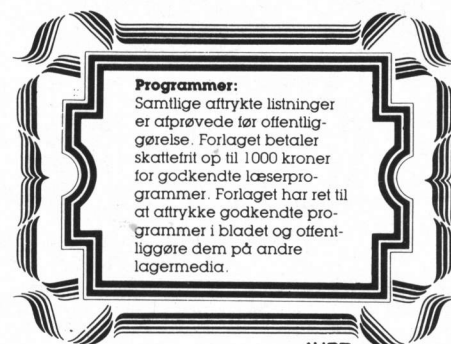 Programmer:
Samtlige aftrykte listninger
er afprøvede før offentlig-
gørelse. Forlaget betaler
skattefrit op til 1000 kroner
for godkendte læserpro-
grammer. Forlaget har ret til
at aftrykke godkendte pro-
grammer i bladet og offent-
liggøre dem på andre
lagermedia.